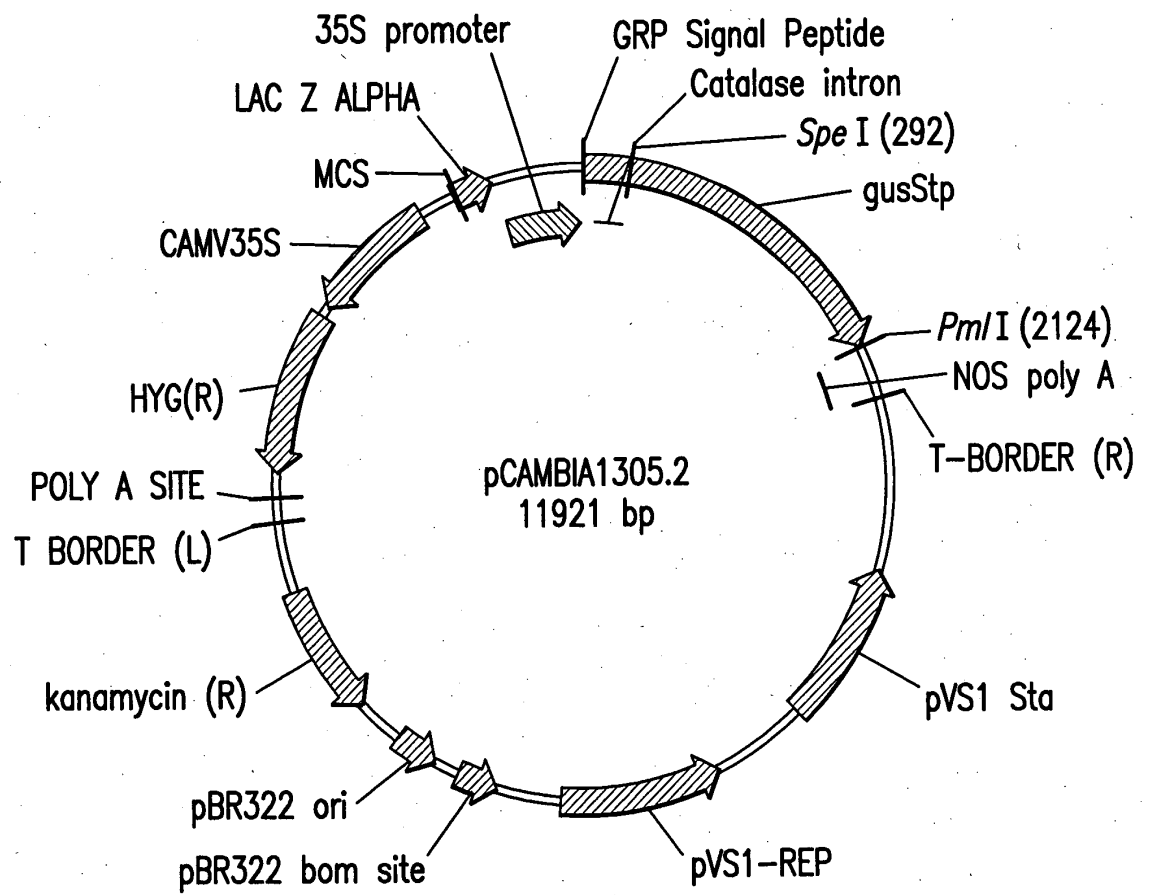 35S promoter
GRP Signal Peptide
LAC Z ALPHA
Catalase intron
Spe I (292)
MCS
gusStp
CAMV35S
PmlI (2124)
NOS poly A
HYG(R)
T-BORDER (R)
pCAMBIA1305.2
11921 bp
POLY A SITE
T BORDER (L)
kanamycin (R)
pVS1 Sta
pBR322 ori
pBR322 bom site
pVS1-REP